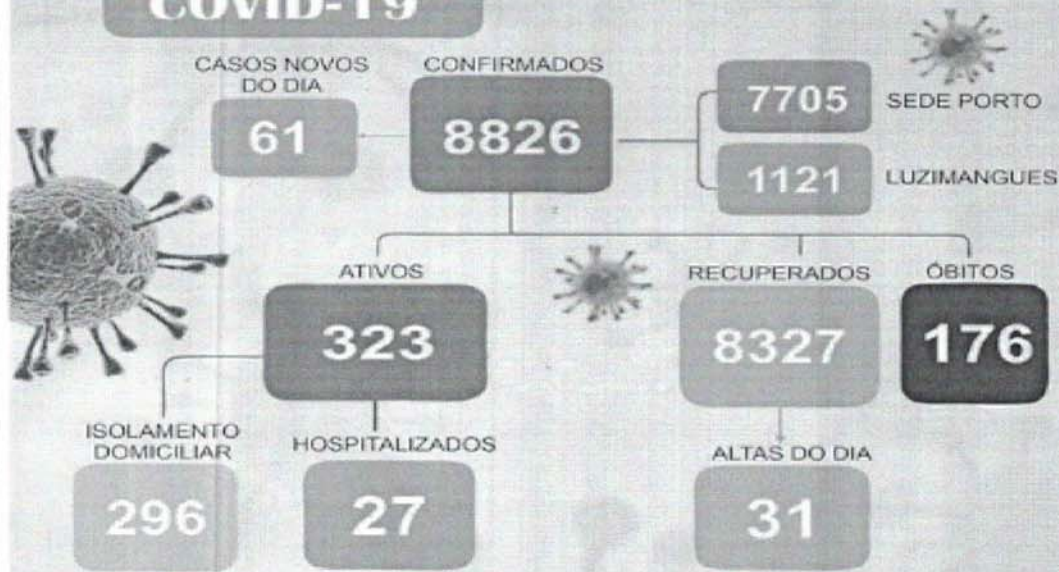 COVID-19
CASOS NOVOS
DO DIA
61
CONFIRMADOS
8826
7705
SEDE PORTO
1121
LUZIMANGUES
ATIVOS
323
RECUPERADOS
8327
ÓBITOS
176
ISOLAMENTO
DOMICILIAR
296
HOSPITALIZADOS
27
ALTAS DO DIA
31